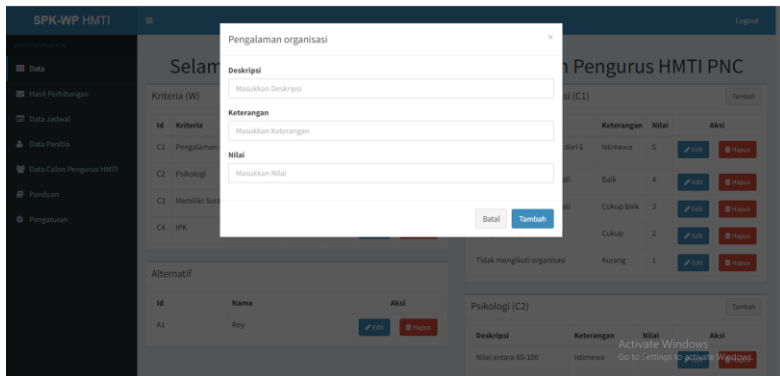 SPK-WP HMTI
Logout
Pengalaman organisasi
×
Deskripsi
Masukkan Deskripsi
Keterangan
Masukkan Keterangan
Nilai
Masukkan Nilai
Batal
Tambah
Data
Hasil Perhitungan
Data Jadwal
Data Panitia
Data Calon Pengurus HMTI
Panduan
Pengaturan
Selam
n Pengurus HMTI PNC
Kriteria (W)
Id Kriteria
C1 Pengalaman
C2 Psikologi
C3 Memiliki Sura
C4 IPK
Alternatif
Id Nama Aksi
A1 Roy Edit Hapus
si (C1) Tambah
Keterangan Nilai Aksi
dari 6 Istimewa 5 Edit Hapus
ali Baik 4 Edit Hapus
ali Cukup baik 3 Edit Hapus
Cukup 2 Edit Hapus
Tidak mengikuti organisasi Kurang 1 Edit Hapus
Psikologi (C2) Tambah
Deskripsi Keterangan Nilai Aksi
Nilai antara 85-100 Istimewa
Activate Windows
Go to Settings to activate Windows.